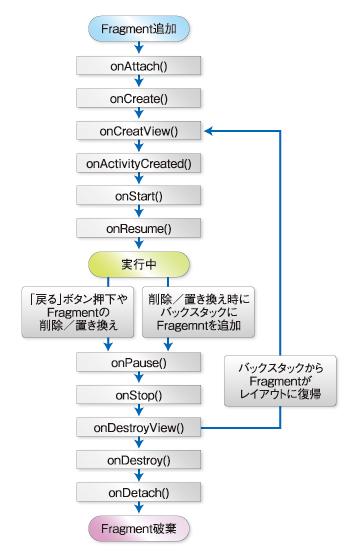 Fragment追加
onAttach()
onCreate()
onCreatView()
onActivityCreated()
onStart()
onResume()
実行中
「戻る」ボタン押下や
Fragmentの
削除／置き換え
削除／置き換え時に
バックスタックに
Fragemntを追加
onPause()
onStop()
onDestroyView()
バックスタックから
Fragmentが
レイアウトに復帰
onDestroy()
onDetach()
Fragment破棄